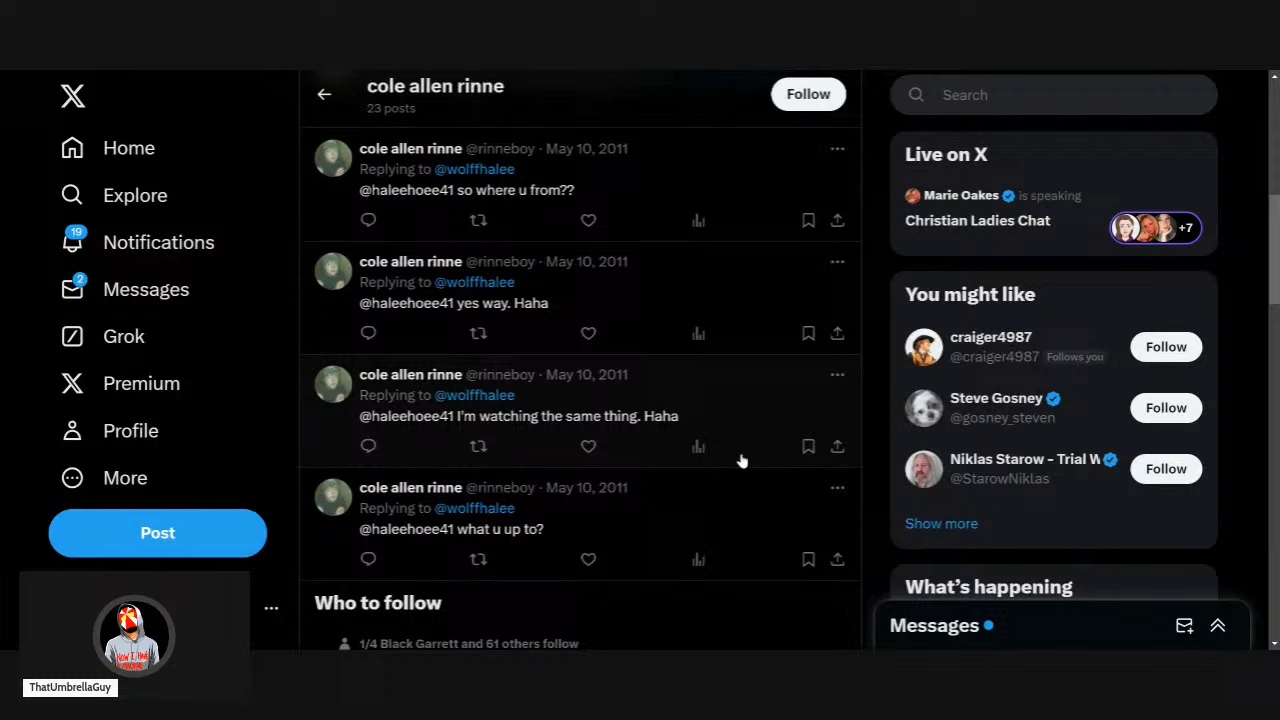 cole allen rinne
23 posts
Follow
Search
Home
Explore
19
Notifications
2
Messages
Grok
Premium
Profile
More
Post
cole allen rinne @rinneboy · May 10, 2011
Replying to @wolffhalee
@haleehoee41 so where u from??
cole allen rinne @rinneboy · May 10, 2011
Replying to @wolffhalee
@haleehoee41 yes way. Haha
cole allen rinne @rinneboy · May 10, 2011
Replying to @wolffhalee
@haleehoee41 I'm watching the same thing. Haha
cole allen rinne @rinneboy · May 10, 2011
Replying to @wolffhalee
@haleehoee41 what u up to?
Who to follow
1/4 Black Garrett and 61 others follow
Live on X
Marie Oakes is speaking
Christian Ladies Chat
+7
You might like
craiger4987
@craiger4987 Follows you
Follow
Steve Gosney
@gosney_steven
Follow
Niklas Starow - Trial W
@StarowNiklas
Follow
Show more
What's happening
Messages
NOW I HAVE
ThatUmbrellaGuy